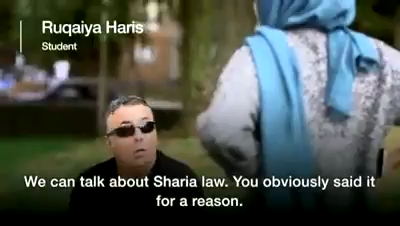 Ruqaiya Haris
Student
We can talk about Sharia law. You obviously said it
for a reason.